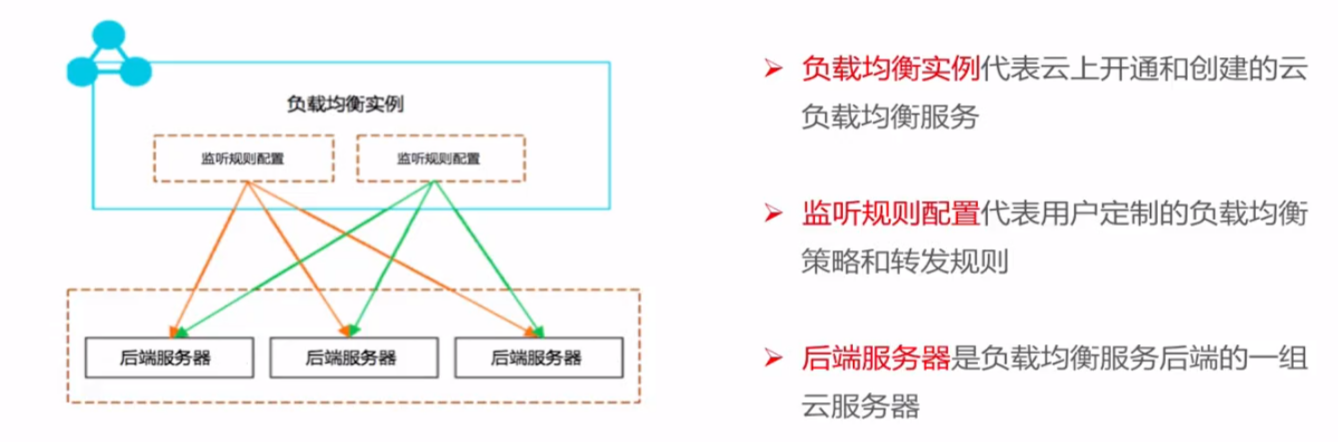 负载均衡实例
监听规则配置
监听规则配置
后端服务器
后端服务器
后端服务器
负载均衡实例代表云上开通和创建的云
负载均衡服务
监听规则配置代表用户定制的负载均衡
策略和转发规则
后端服务器是负载均衡服务后端的一组
云服务器